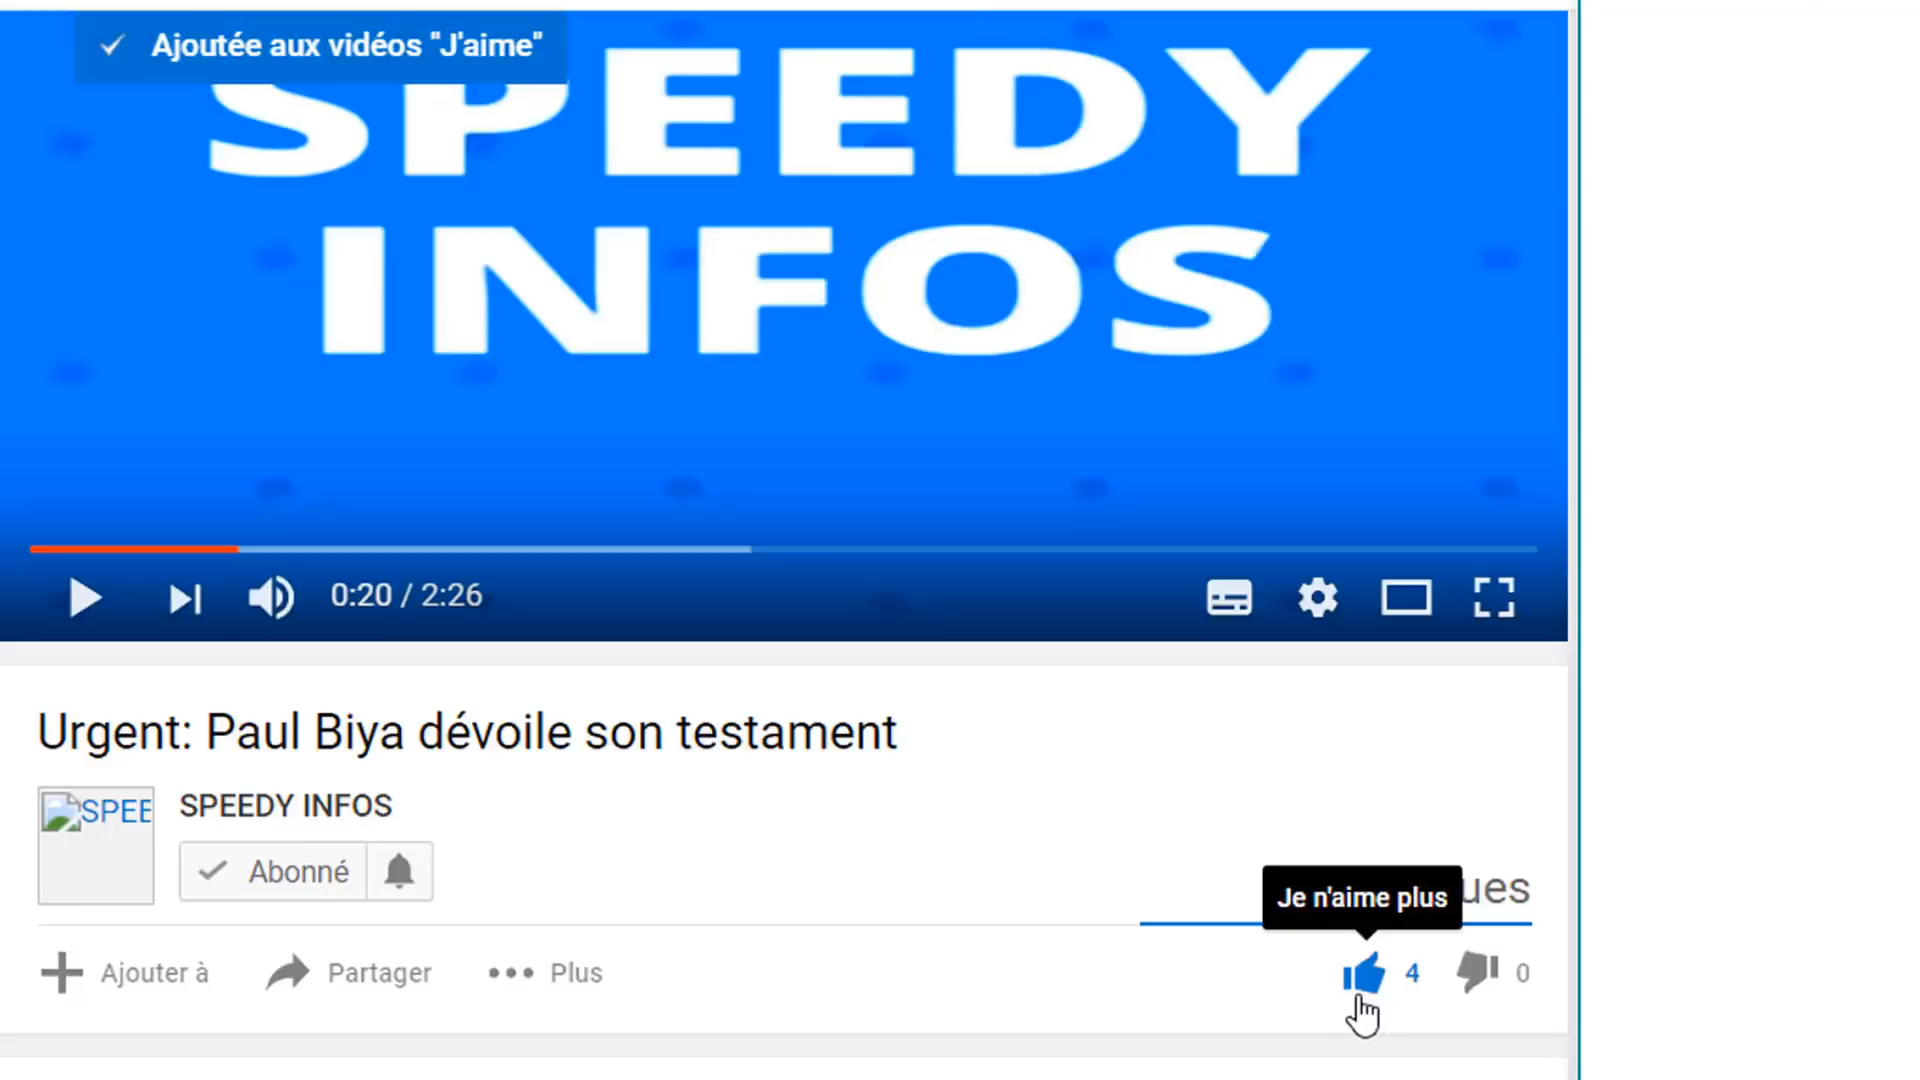 Ajoutée aux vidéos "J'aime"
SPEEDY
INFOS
0:20 / 2:26
Urgent: Paul Biya dévoile son testament
SPEE
SPEEDY INFOS
Abonné
Je n'aime plus
ues
Ajouter à
Partager
Plus
4
0